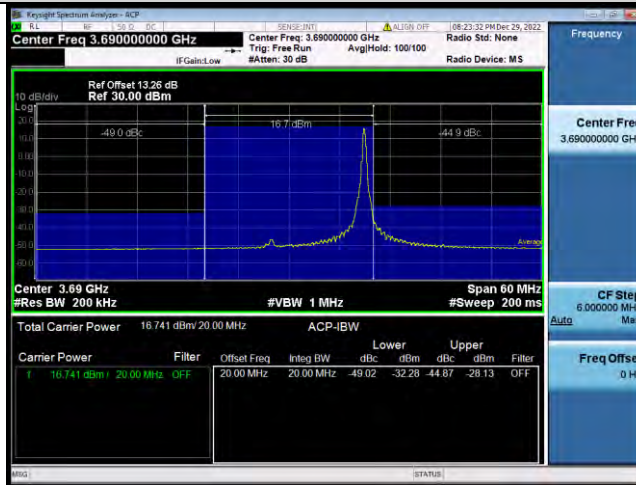 Keysight Spectrum Analyzer - ACP
RL RF 50 Ω DC SENSE:INT ALIGN OFF 08:23:32 PM Dec 29, 2022
Center Freq 3.690000000 GHz
Center Freq: 3.690000000 GHz Radio Std: None
Trig: Free Run Avg|Hold: 100/100
IFGain:Low #Atten: 30 dB Radio Device: MS
Frequency
Ref Offset 13.26 dB
10 dB/div Ref 30.00 dBm
Log
20.0
-49.0 dBc 16.7 dBm -44.9 dBc
10.0
0.00
-10.0
-20.0
-30.0
-40.0
-50.0 Average
-60.0
Center Fre
3.690000000 GH
Center 3.69 GHz Span 60 MHz
#Res BW 200 kHz #VBW 1 MHz #Sweep 200 ms
CF Step
6.000000 MH
Auto Ma
Total Carrier Power 16.741 dBm/ 20.00 MHz ACP-IBW
Lower Upper
Carrier Power Filter Offset Freq Integ BW dBc dBm dBc dBm Filter
1 16.741 dBm / 20.00 MHz OFF 20.00 MHz 20.00 MHz -49.02 -32.28 -44.87 -28.13 OFF
Freq Offse
0 H
MSG STATUS